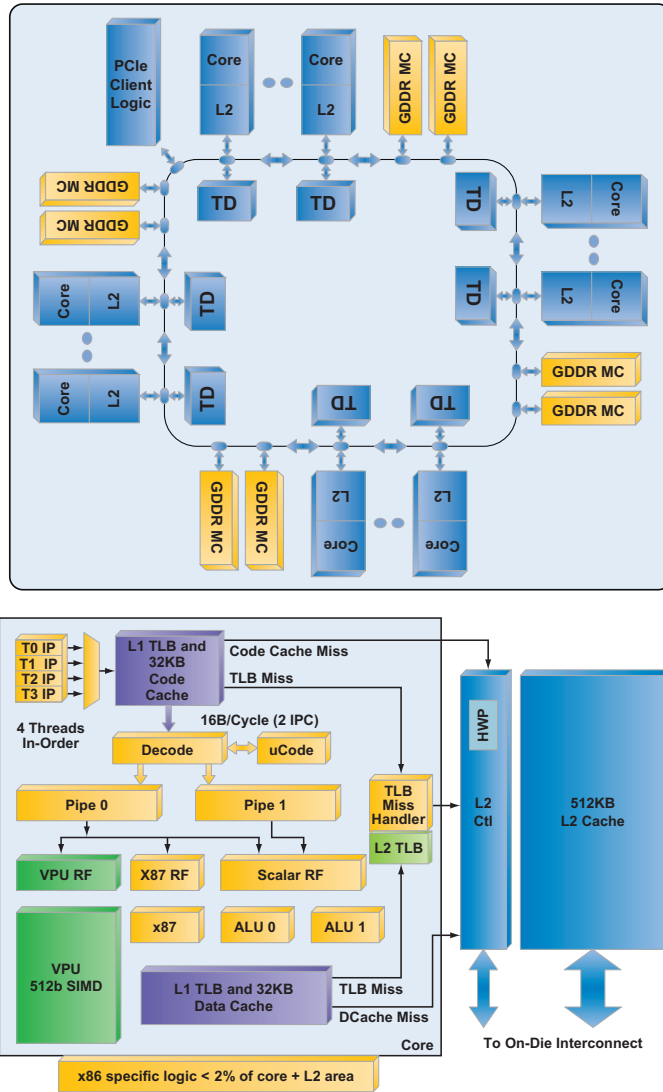 PCIe
Client
Logic
Core
L2
Core
L2
GDDR MC
GDDR MC
TD
TD
GDDR MC
GDDR MC
TD
L2
Core
TD
L2
Core
Core
L2
TD
Core
L2
TD
GDDR MC
GDDR MC
TD
TD
GDDR MC
GDDR MC
L2
Core
L2
Core
T0 IP
T1 IP
T2 IP
T3 IP
4 Threads
In-Order
L1 TLB and
32KB
Code
Cache
Code Cache Miss
TLB Miss
16B/Cycle (2 IPC)
Decode
uCode
Pipe 0
Pipe 1
TLB
Miss
Handler
L2 TLB
HWP
L2
Ctl
512KB
L2 Cache
VPU RF
X87 RF
Scalar RF
x87
ALU 0
ALU 1
VPU
512b SIMD
L1 TLB and 32KB
Data Cache
TLB Miss
DCache Miss
Core
To On-Die Interconnect
x86 specific logic < 2% of core + L2 area